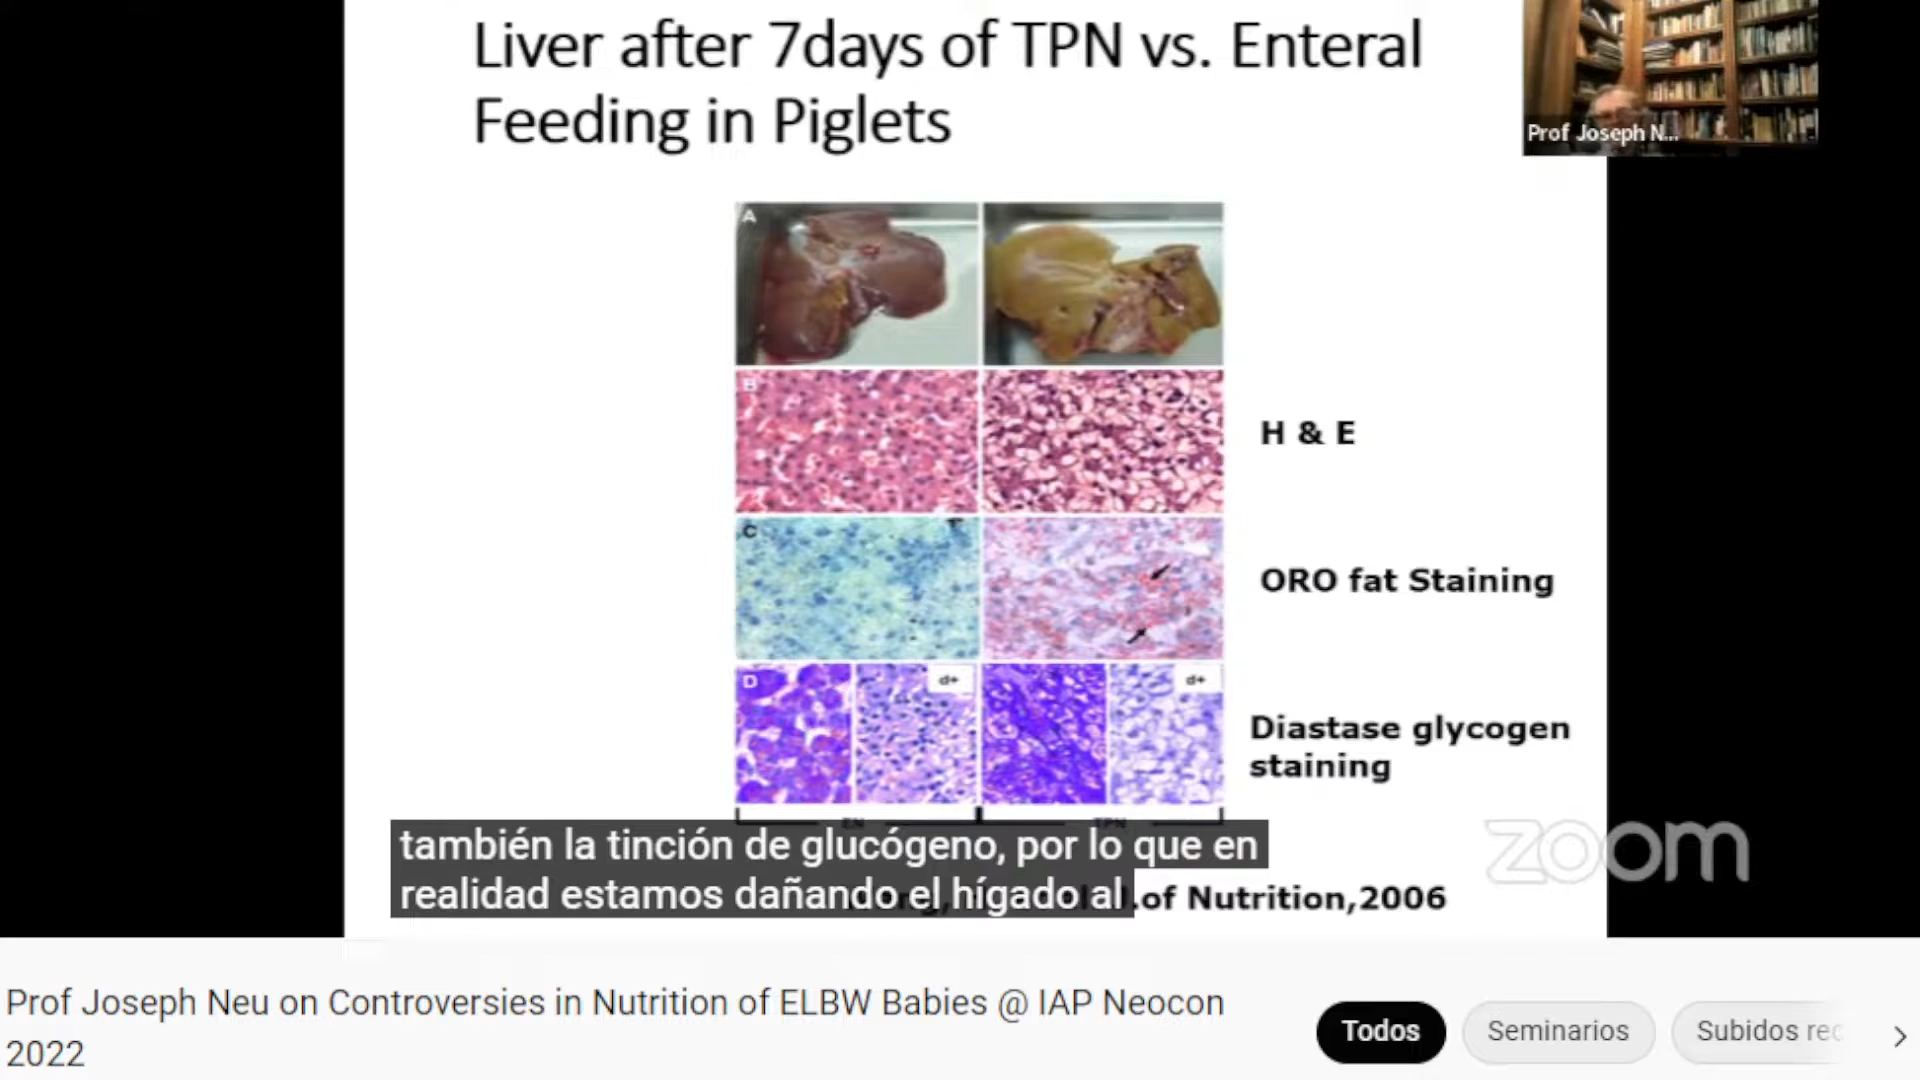 Liver after 7days of TPN vs. Enteral
Feeding in Piglets
Prof Joseph N...
A
B
H & E
C
ORO fat Staining
D
d+
d+
Diastase glycogen
staining
EN
TPN
también la tinción de glucógeno, por lo que en
realidad estamos dañando el hígado al
.of Nutrition,2006
zoom
Prof Joseph Neu on Controversies in Nutrition of ELBW Babies @ IAP Neocon
2022
Todos
Seminarios
Subidos rec